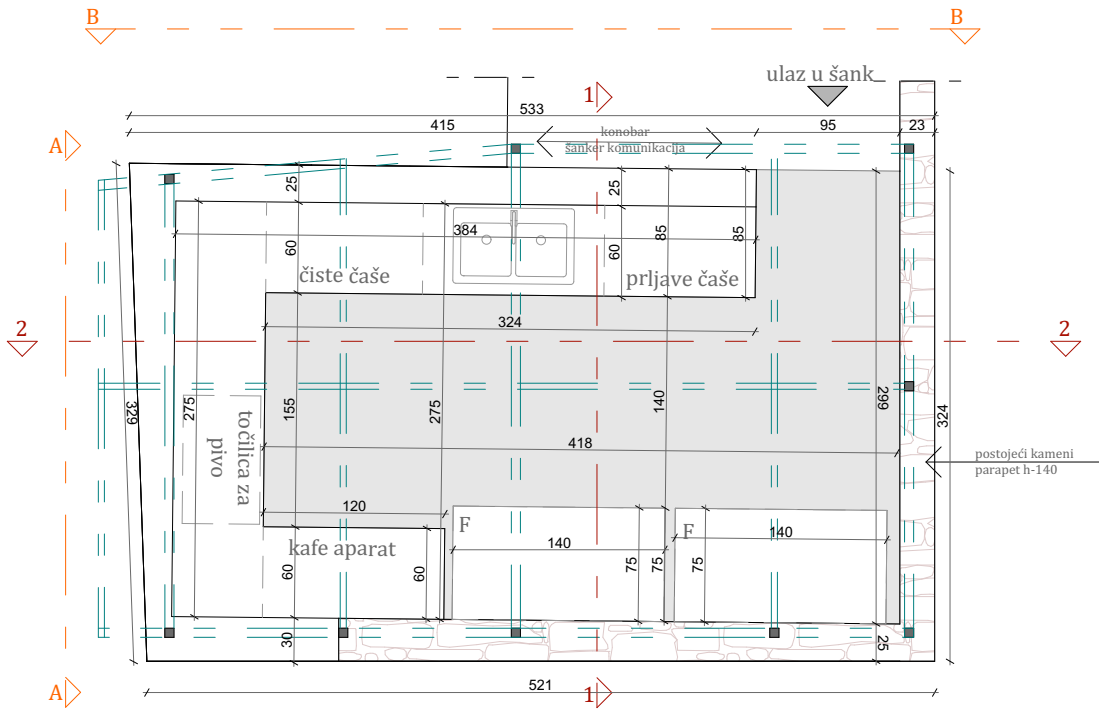 B
B
ulaz u šank
1
533
415
95
23
A
konobar
šanker komunikacija
25
25
384
60
60
85
85
čiste čaše
prljave čaše
324
2
2
329
275
točilica za
pivo
155
275
140
299
324
418
postojeći kameni
parapet h-140
120
F
F
kafe aparat
140
140
60
60
75
75
75
30
25
A
521
1